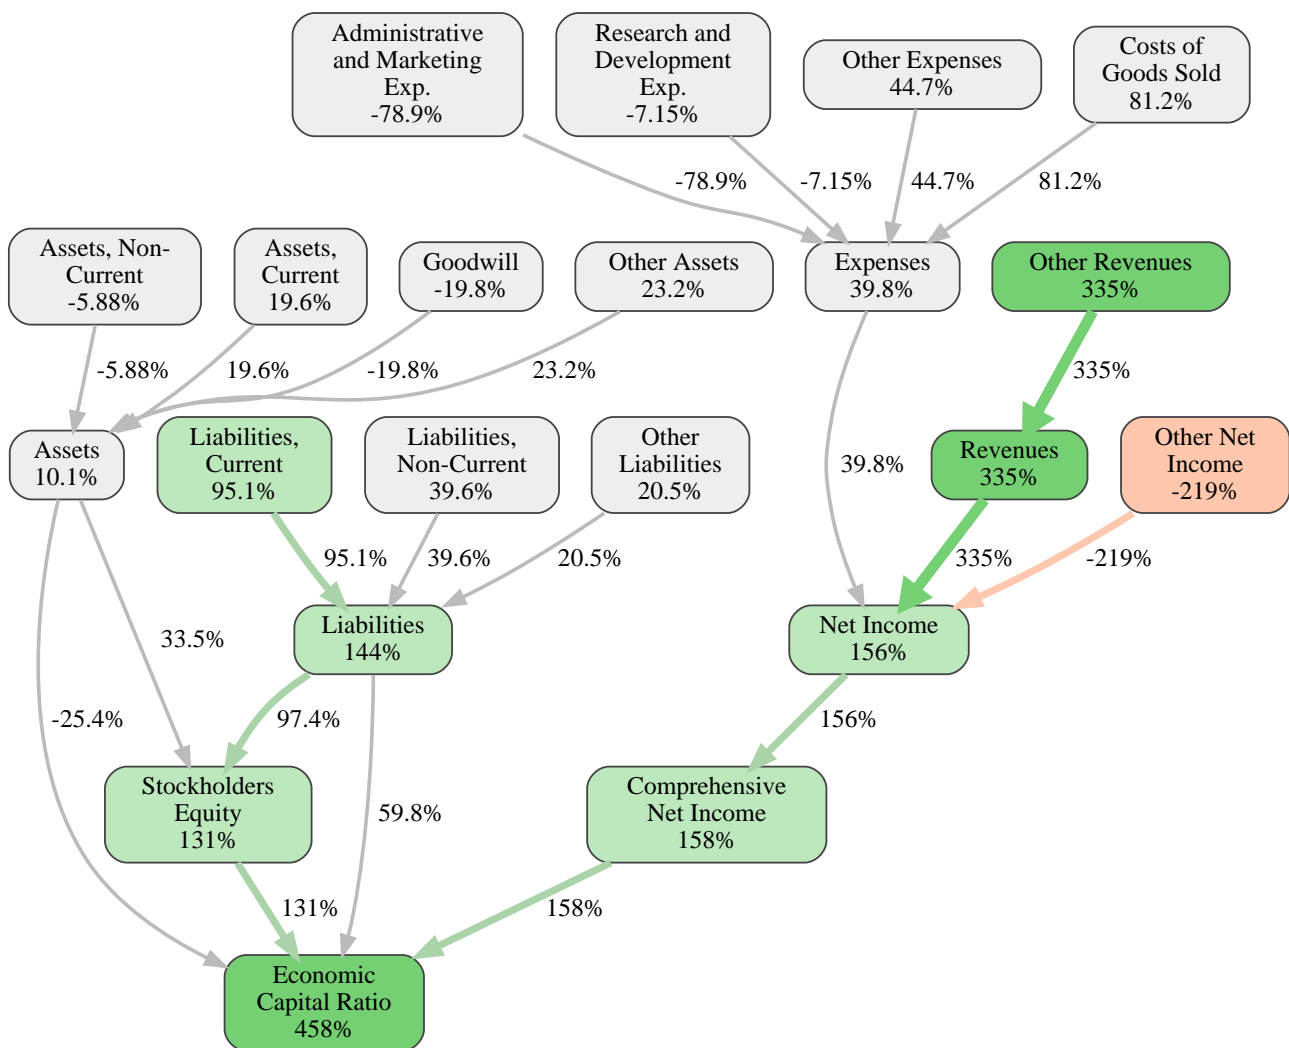 Administrative
and Marketing
Exp.
-78.9%
Research and
Development
Exp.
-7.15%
Other Expenses
44.7%
Costs of
Goods Sold
81.2%
-78.9%
-7.15%
44.7%
81.2%
Assets, Non-
Current
-5.88%
Assets,
Current
19.6%
Goodwill
-19.8%
Other Assets
23.2%
Expenses
39.8%
Other Revenues
335%
-5.88%
19.6%
-19.8%
23.2%
335%
Assets
10.1%
Liabilities,
Current
95.1%
Liabilities,
Non-Current
39.6%
Other
Liabilities
20.5%
39.8%
Revenues
335%
Other Net
Income
-219%
95.1%
39.6%
20.5%
335%
-219%
33.5%
Liabilities
144%
Net Income
156%
-25.4%
97.4%
156%
Stockholders
Equity
131%
59.8%
Comprehensive
Net Income
158%
131%
158%
Economic
Capital Ratio
458%